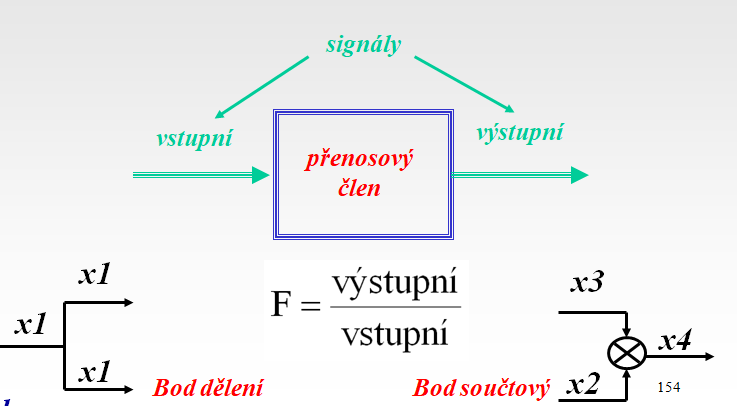 signály
vstupní
výstupní
přenosový
člen
x1
x1
x1
F = výstupní
vstupní
Bod dělení
x3
x4
Bod součtový
x2
154